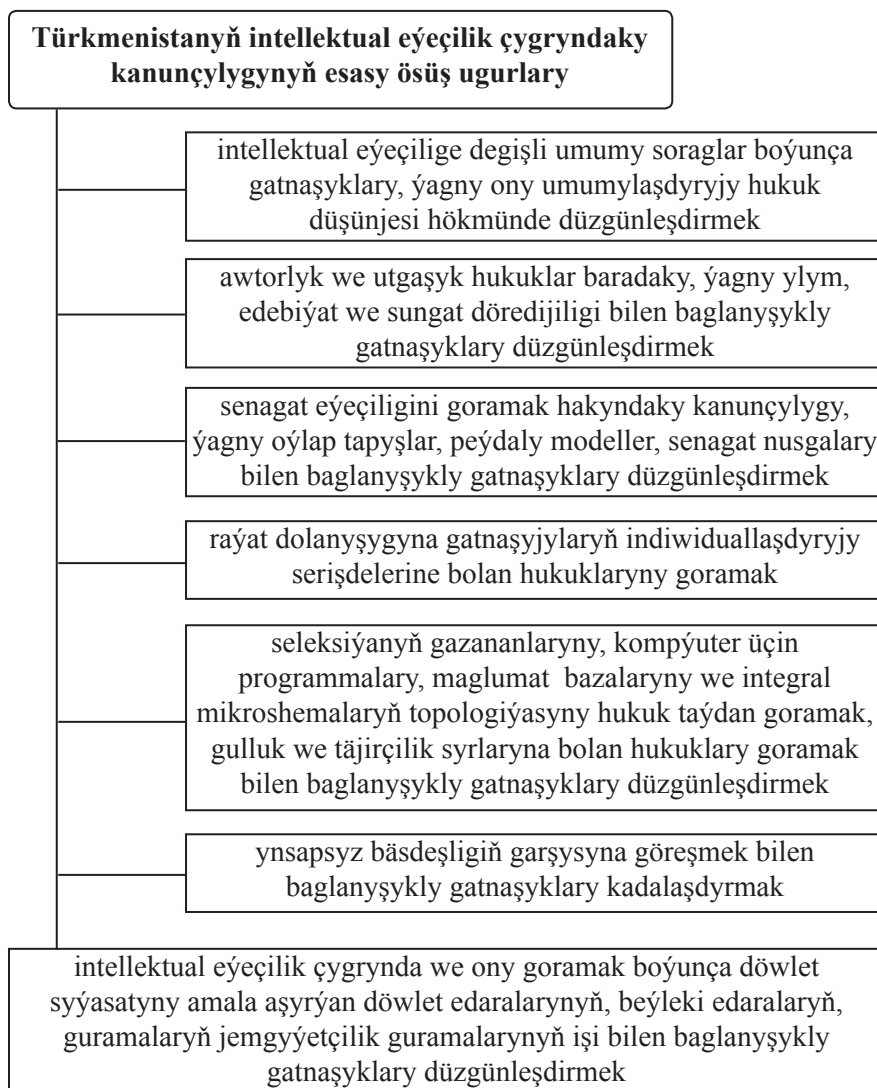 Türkmenistanyň intellektual eýeçilik çygryndaky
kanunçylygynyň esasy ösüş ugurlary
intellektual eýeçilige degişli umumy soraglar boýunça
gatnaşyklary, ýagny ony umumylaşdyryjy hukuk
düşünjesi hökmünde düzgünleşdirmek
awtorlyk we utgaşyk hukuklar baradaky, ýagny ylym,
edebiýat we sungat döredijiligi bilen baglanyşykly
gatnaşyklary düzgünleşdirmek
senagat eýeçiligini goramak hakyndaky kanunçylygy,
ýagny oýlap tapyşlar, peýdaly modeller, senagat nusgalary
bilen baglanyşykly gatnaşyklary düzgünleşdirmek
raýat dolanyşygyna gatnaşyjylaryň indiwiduallaşdyryjy
serişdelerine bolan hukuklaryny goramak
seleksiýanyň gazananlaryny, kompýuter üçin
programmalary, maglumat bazalaryny we integral
mikroshemalaryň topologiýasyny hukuk taýdan goramak,
gulluk we täjirçilik syrlaryna bolan hukuklary goramak
bilen baglanyşykly gatnaşyklary düzgünleşdirmek
ynsapsyz bäsdeşligiň garşysyna göreşmek bilen
baglanyşykly gatnaşyklary kadalaşdyrmak
intellektual eýeçilik çygrynda we ony goramak boýunça döwlet
syýasatyny amala aşyrýan döwlet edaralarynyň, beýleki edaralaryň,
guramalaryň jemgyýetçilik guramalarynyň işi bilen baglanyşykly
gatnaşyklary düzgünleşdirmek